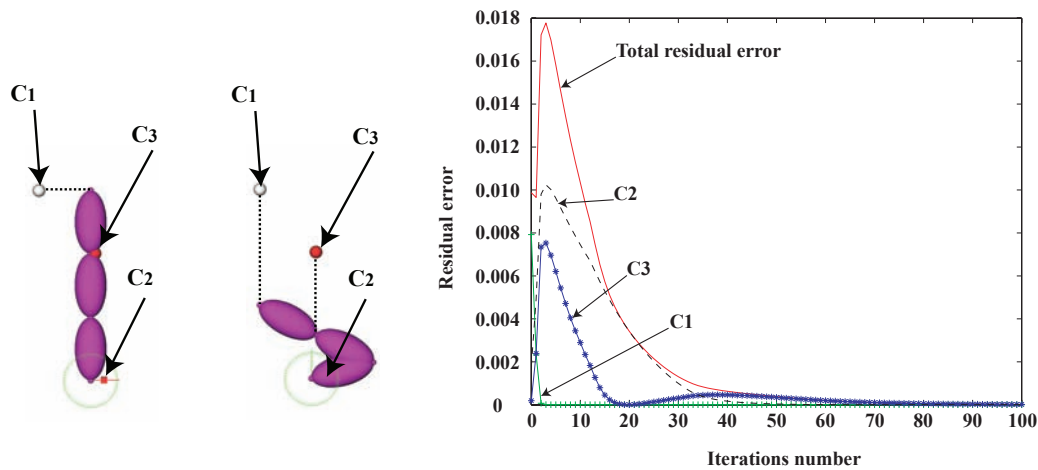 C1
C3
C2
C1
C3
C2
0.018
0.016
0.014
0.012
0.010
0.008
0.006
0.004
0.002
0
Residual error
Total residual error
C2
C3
C1
0 10 20 30 40 50 60 70 80 90 100
Iterations number